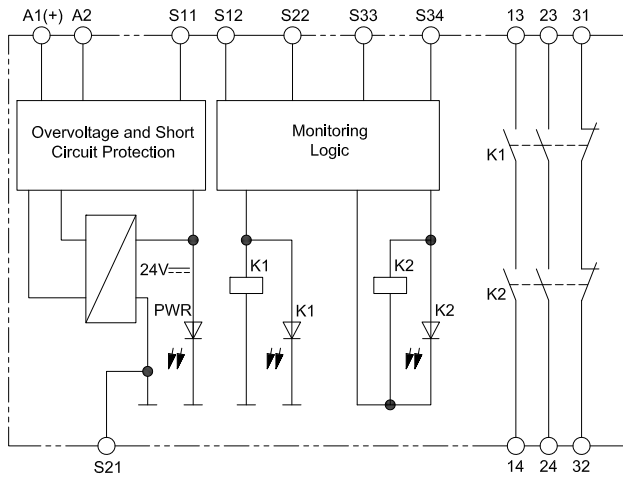 A1(+) A2 S11 S12 S22 S33 S34 13 23 31
Overvoltage and Short
Circuit Protection
Monitoring
Logic
K1
24V
K1
K2
K2
PWR
K1
K2
S21
14 24 32